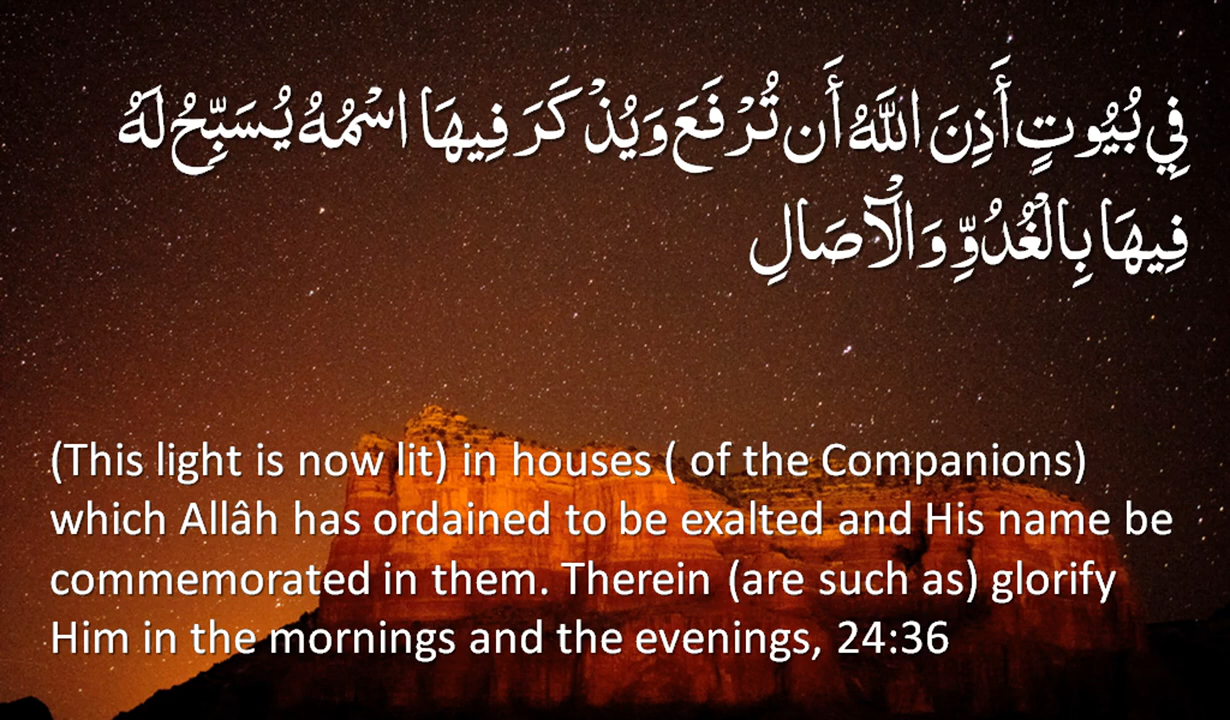 فِي بُيُوتٍ أَذِنَ اللَّهُ أَن تُرْفَعَ وَيُذْكَرَ فِيهَا اسْمُهُ يُسَبِّحُ لَهُ
فِيهَا بِالْغُدُوِّ وَالْآصَالِ
(This light is now lit) in houses ( of the Companions)
which Allâh has ordained to be exalted and His name be
commemorated in them. Therein (are such as) glorify
Him in the mornings and the evenings, 24:36